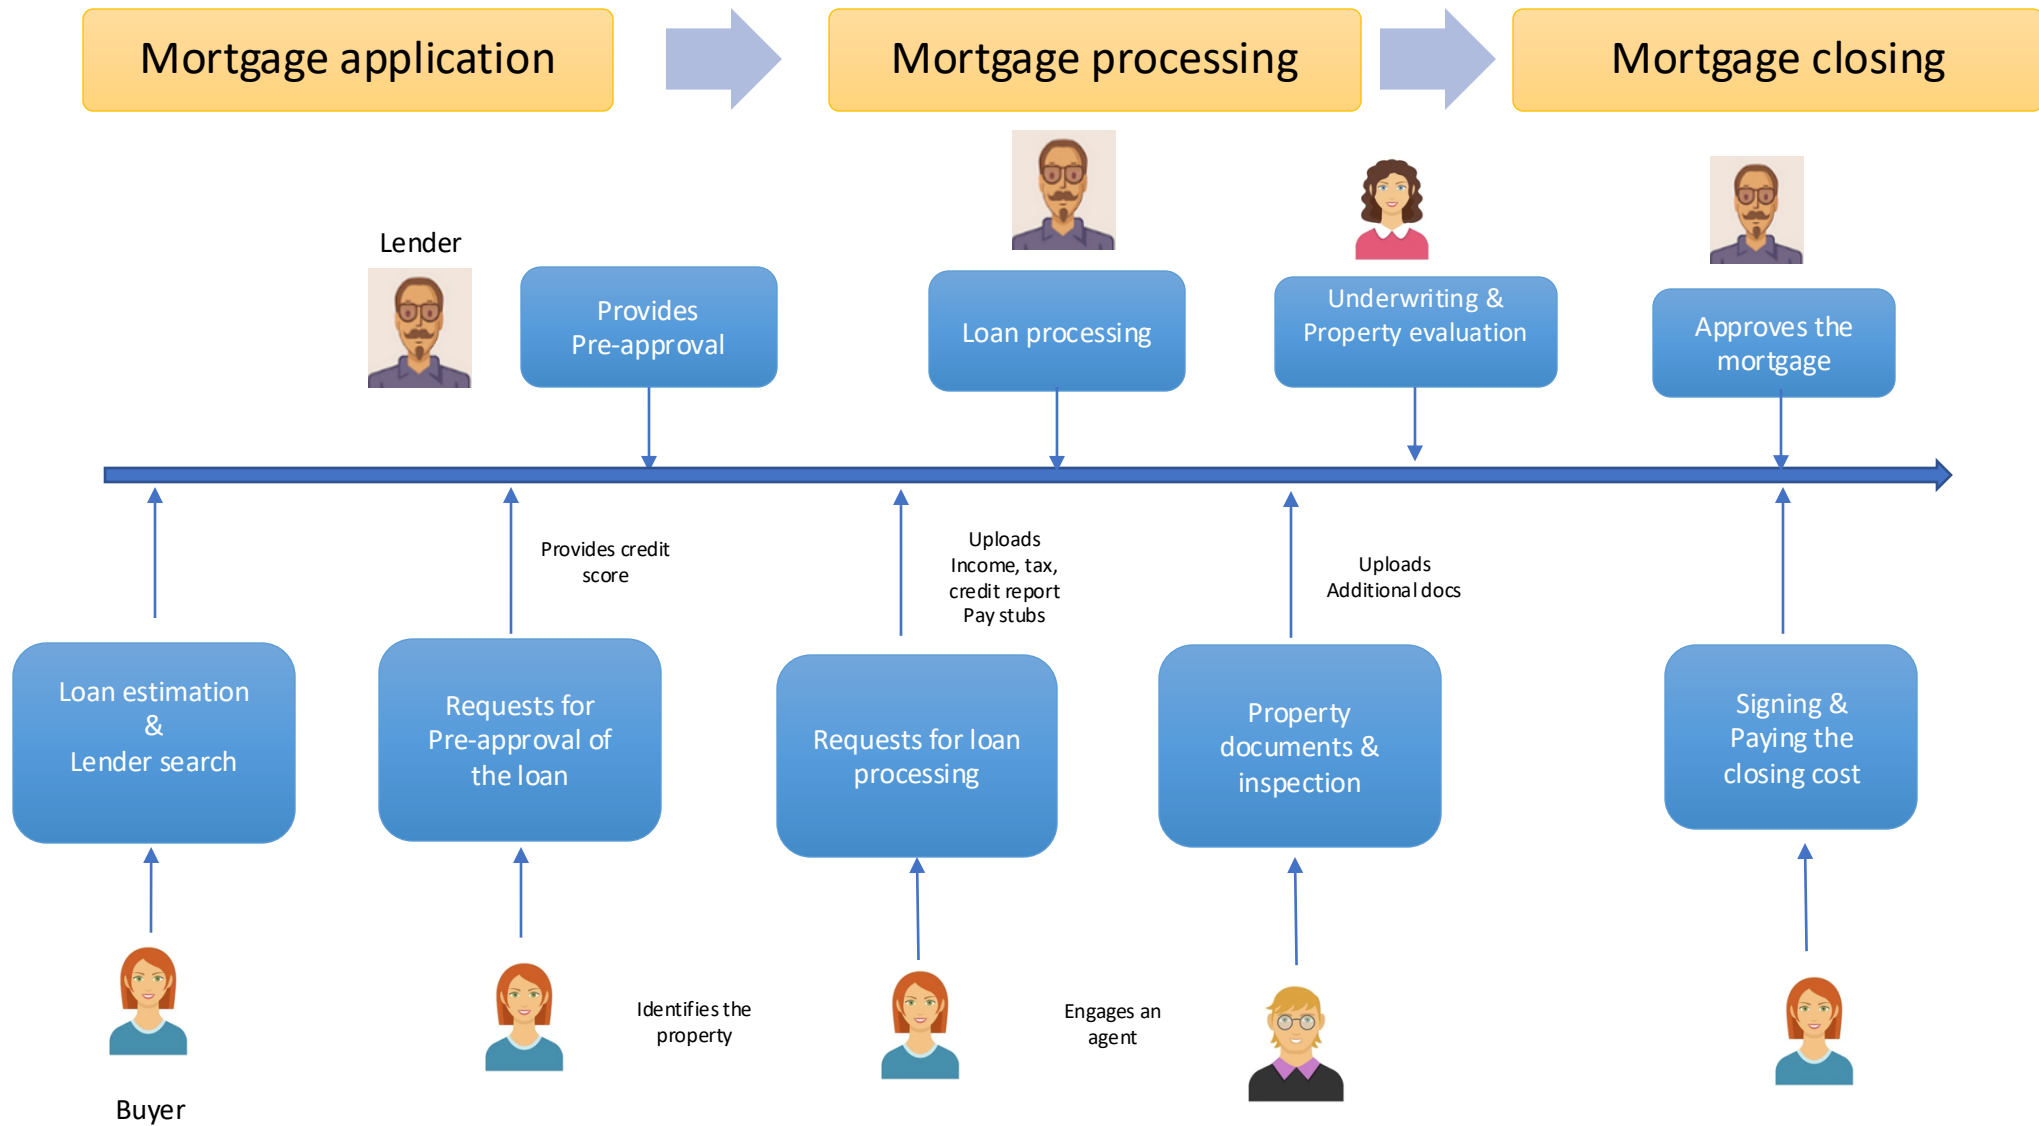 Mortgage application
Mortgage processing
Mortgage closing
Lender
Provides
Pre-approval
Loan processing
Underwriting &
Property evaluation
Approves the
mortgage
Provides credit
score
Uploads
Income, tax,
credit report
Pay stubs
Uploads
Additional docs
Loan estimation
&
Lender search
Requests for
Pre-approval of
the loan
Requests for loan
processing
Property
documents &
inspection
Signing &
Paying the
closing cost
Identifies the
property
Engages an
agent
Buyer